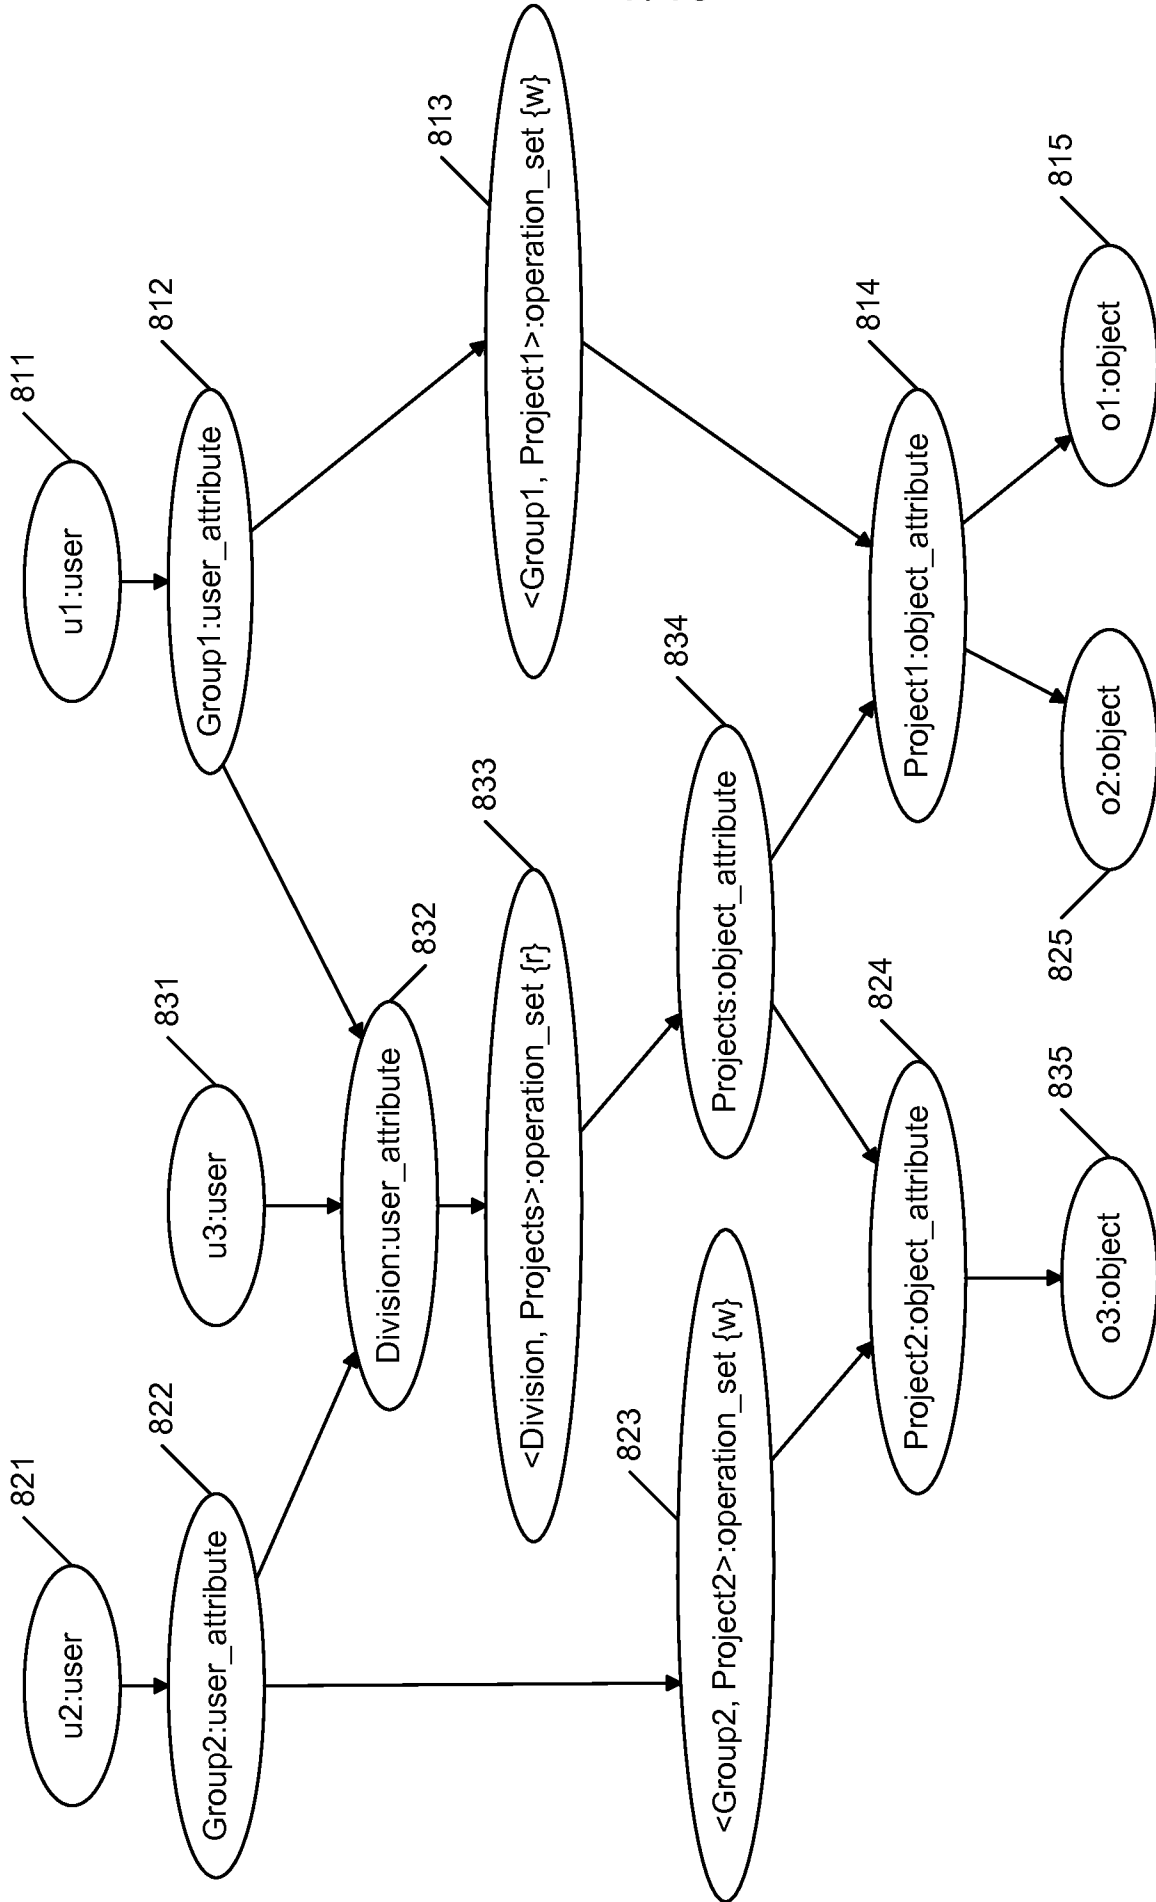 821
811
u2:user
u1:user
822
831
812
Group2:user_attribute
u3:user
Group1:user_attribute
832
Division:user_attribute
833
813
<Division, Projects>:operation_set {r}
<Group1, Project1>:operation_set {w}
823
834
<Group2, Project2>:operation_set {w}
Projects:object_attribute
824
814
Project2:object_attribute
Project1:object_attribute
835
825
815
o3:object
o2:object
o1:object